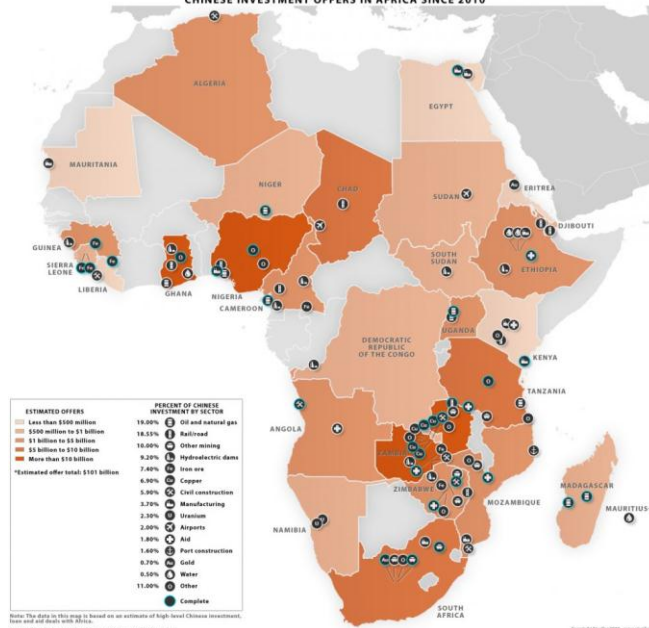 CHINESE INVESTMENT OFFERS IN AFRICA SINCE 2010
ALGERIA
EGYPT
MAURITANIA
NIGER
CHAD
SUDAN
ERITREA
DJIBOUTI
GUINEA
SIERRA
LEONE
LIBERIA
GHANA
NIGERIA
CAMEROON
SOUTH
SUDAN
ETHIOPIA
UGANDA
KENYA
DEMOCRATIC
REPUBLIC
OF THE CONGO
TANZANIA
ANGOLA
ZAMBIA
ZIMBABWE
MOZAMBIQUE
MADAGASCAR
MAURITIUS
NAMIBIA
SOUTH
AFRICA
ESTIMATED OFFERS
Less than $500 million
$500 million to $1 billion
$1 billion to $5 billion
$5 billion to $10 billion
More than $10 billion
*Estimated offer total: $101 billion
PERCENT OF CHINESE
INVESTMENT BY SECTOR
19.00% Oil and natural gas
18.55% Rail/road
10.00% Other mining
9.20% Hydroelectric dams
7.40% Fe Iron ore
6.90% Cu Copper
5.90% Civil construction
3.70% Manufacturing
2.30% Uranium
2.00% Airports
1.80% Aid
1.60% Port construction
0.70% Au Gold
0.50% Water
11.00% Other
Complete
Note: The data in this map is based on an estimate of high-level Chinese investment,
loan and aid deals with Africa.